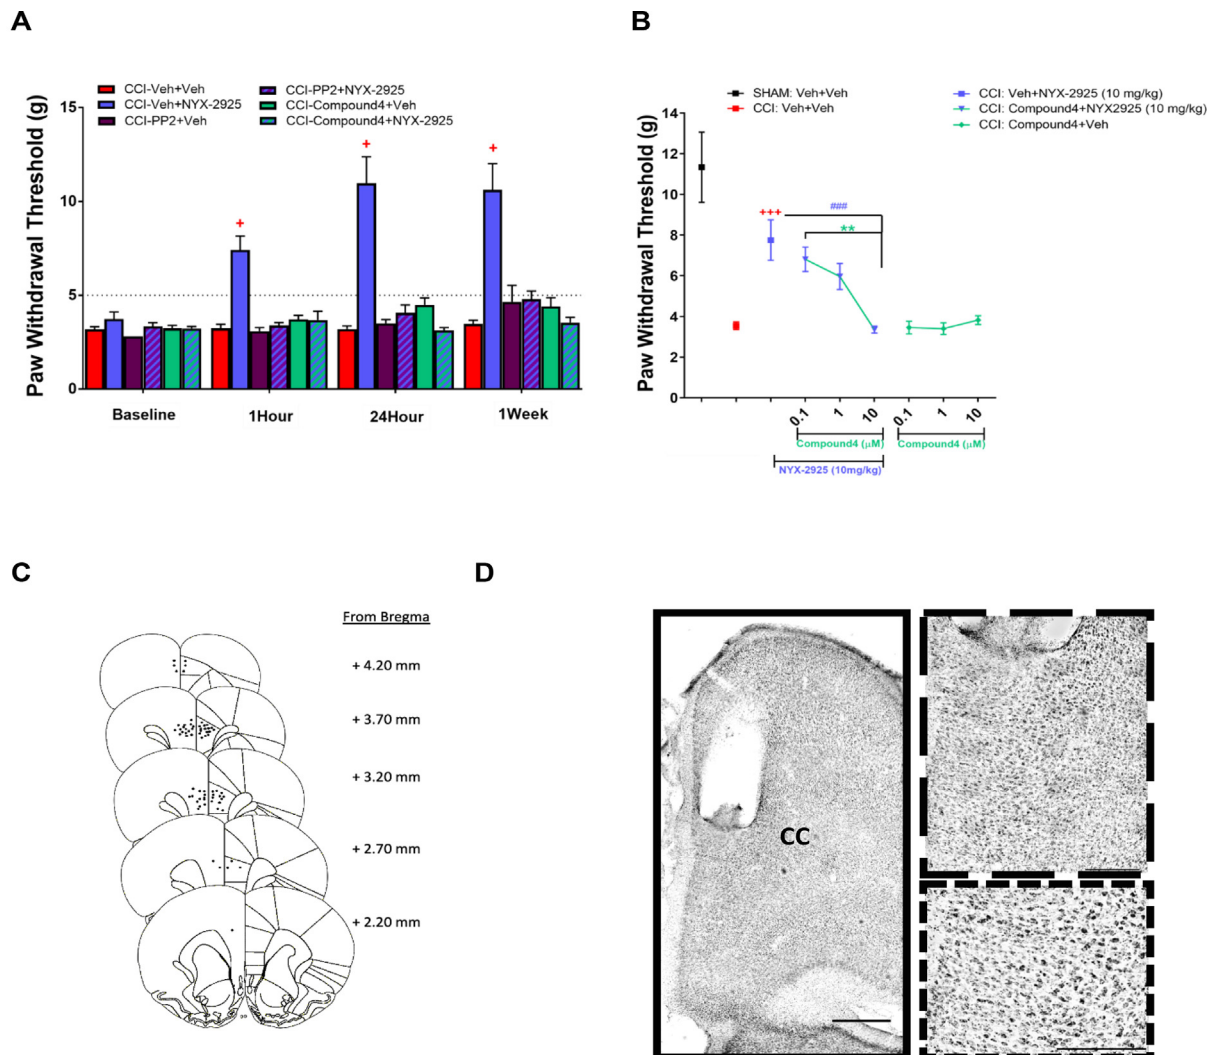 A
CCI-Veh+Veh
CCI-Veh+NYX-2925
CCI-PP2+Veh
CCI-PP2+NYX-2925
CCI-Compound4+Veh
CCI-Compound4+NYX-2925
Paw Withdrawal Threshold (g)
15
10
5
0
+
+
+
Baseline
1Hour
24Hour
1Week
B
SHAM: Veh+Veh
CCI: Veh+Veh
CCI: Veh+NYX-2925 (10 mg/kg)
CCI: Compound4+NYX2925 (10 mg/kg)
CCI: Compound4+Veh
Paw Withdrawal Threshold (g)
14
12
10
8
6
4
2
0
+++
###
**
0.1
1
10
0.1
1
10
Compound4 (μM)
Compound4 (μM)
NYX-2925 (10mg/kg)
C
From Bregma
+ 4.20 mm
+ 3.70 mm
+ 3.20 mm
+ 2.70 mm
+ 2.20 mm
D
CC